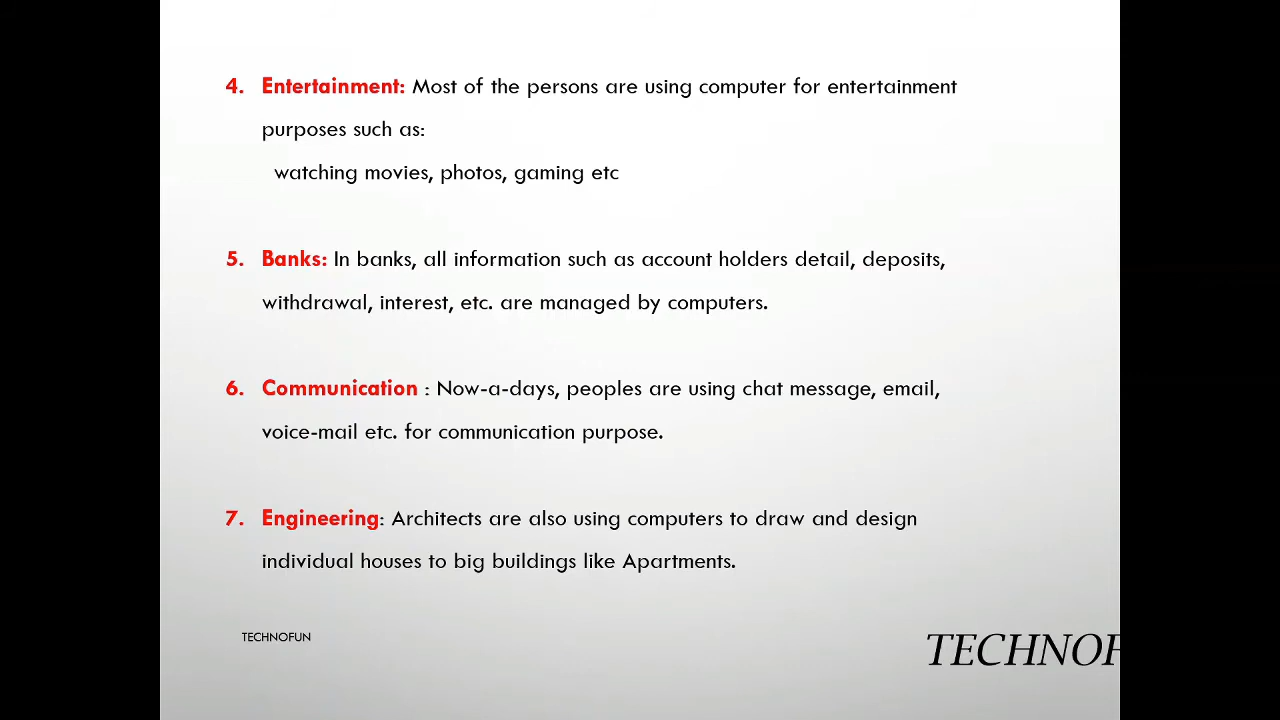 4. Entertainment: Most of the persons are using computer for entertainment
purposes such as:
watching movies, photos, gaming etc
5. Banks: In banks, all information such as account holders detail, deposits,
withdrawal, interest, etc. are managed by computers.
6. Communication : Now-a-days, peoples are using chat message, email,
voice-mail etc. for communication purpose.
7. Engineering: Architects are also using computers to draw and design
individual houses to big buildings like Apartments.
TECHNOFUN
TECHNOF